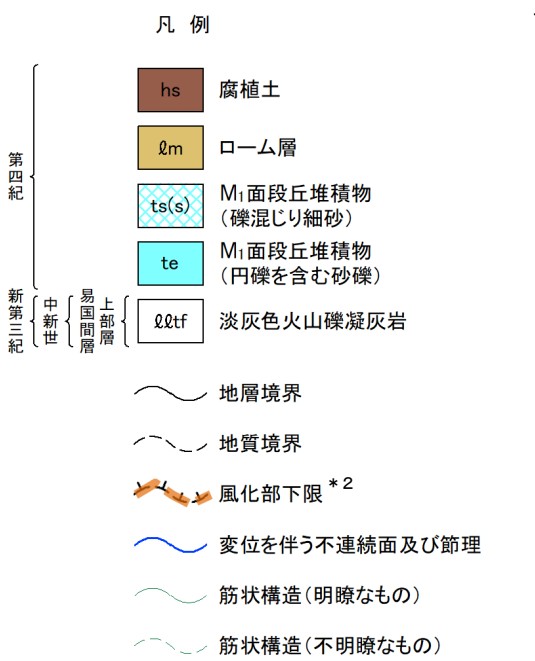 凡 例
第四紀
hs 腐植土
ℓm ローム層
ts(s) M₁面段丘堆積物
(礫混じり細砂)
te M₁面段丘堆積物
(円礫を含む砂礫)
新第三紀 中新世 易国間層 上部層
ℓℓtf 淡灰色火山礫凝灰岩
地層境界
地質境界
風化部下限*2
変位を伴う不連続面及び節理
筋状構造(明瞭なもの)
筋状構造(不明瞭なもの)